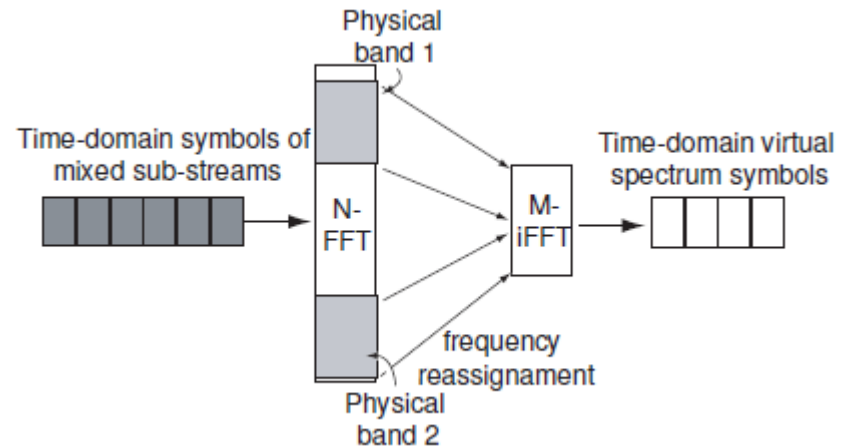 Physical
band 1
Time-domain symbols of
mixed sub-streams
N-
FFT
M-
iFFT
Time-domain virtual
spectrum symbols
frequency
reassignament
Physical
band 2